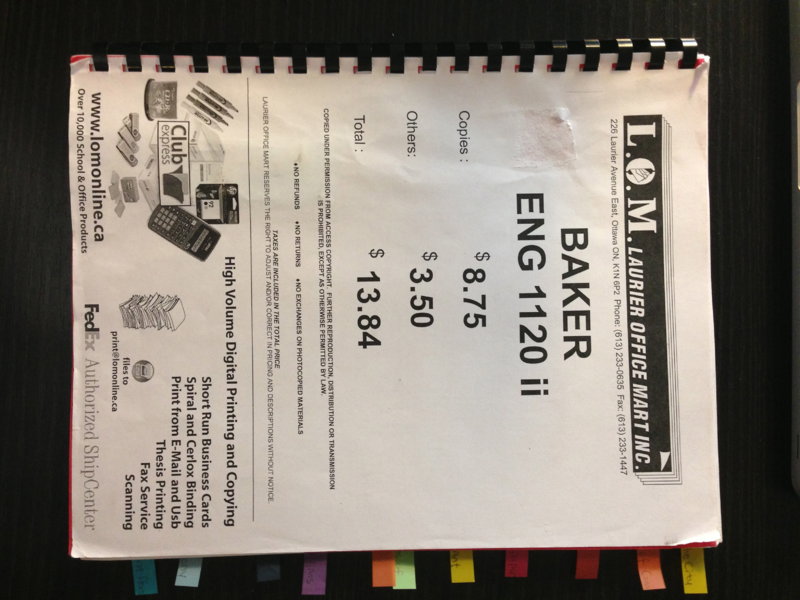 L.O.M. LAURIER OFFICE MART INC.
226 Laurier Avenue East, Ottawa ON, K1N 6P2 Phone: (613) 233-0635 Fax: (613) 233-1447
BAKER
ENG 1120 ii
Copies : $ 8.75
Others: $ 3.50
Total : $ 13.84
COPIED UNDER PERMISSION FROM ACCESS COPYRIGHT. FURTHER REPRODUCTION, DISTRIBUTION OR TRANSMISSION
IS PROHIBITED, EXCEPT AS OTHERWISE PERMITTED BY LAW.
♦NO REFUNDS ♦NO RETURNS ♦NO EXCHANGES ON PHOTOCOPIED MATERIALS
TAXES ARE INCLUDED IN THE TOTAL PRICE
LAURIER OFFICE MART RESERVES THE RIGHT TO ADJUST AND/OR CORRECT IN PRICING AND DESCRIPTIONS WITHOUT NOTICE.
Club
express
www.lomonline.ca
Over 10,000 School & Office Products
High Volume Digital Printing and Copying
Short Run Business Cards
Spiral and Cerlox Binding
Print from E-Mail and Usb
Thesis Printing
Fax Service
Scanning
files to
print@lomonline.ca
FedEx Authorized ShipCenter